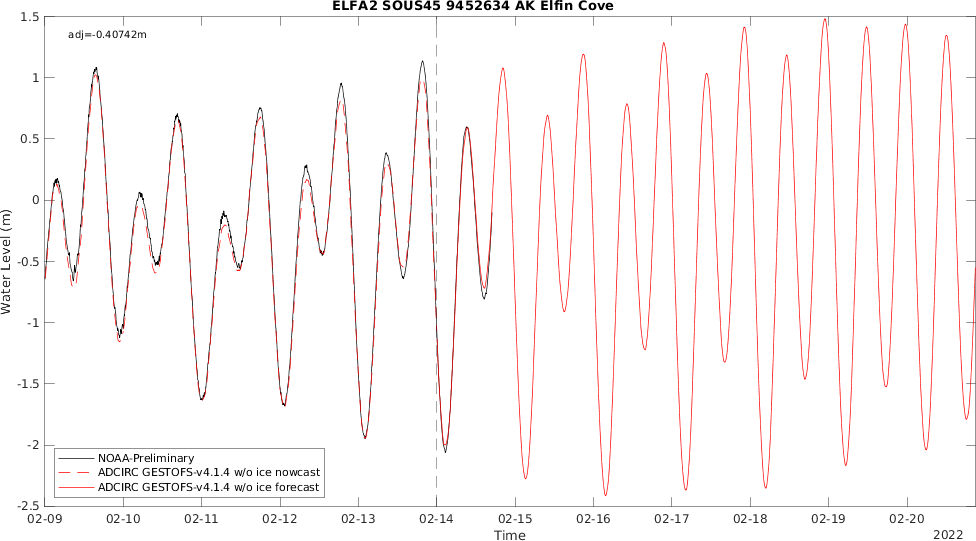 ELFA2 SOUS45 9452634 AK Elfin Cove
adj=-0.40742m
1.5
1
0.5
0
-0.5
-1
-1.5
-2
-2.5
Water Level (m)
NOAA-Preliminary
ADCIRC GESTOFS-v4.1.4 w/o ice nowcast
ADCIRC GESTOFS-v4.1.4 w/o ice forecast
02-09 02-10 02-11 02-12 02-13 02-14 02-15 02-16 02-17 02-18 02-19 02-20
Time
2022